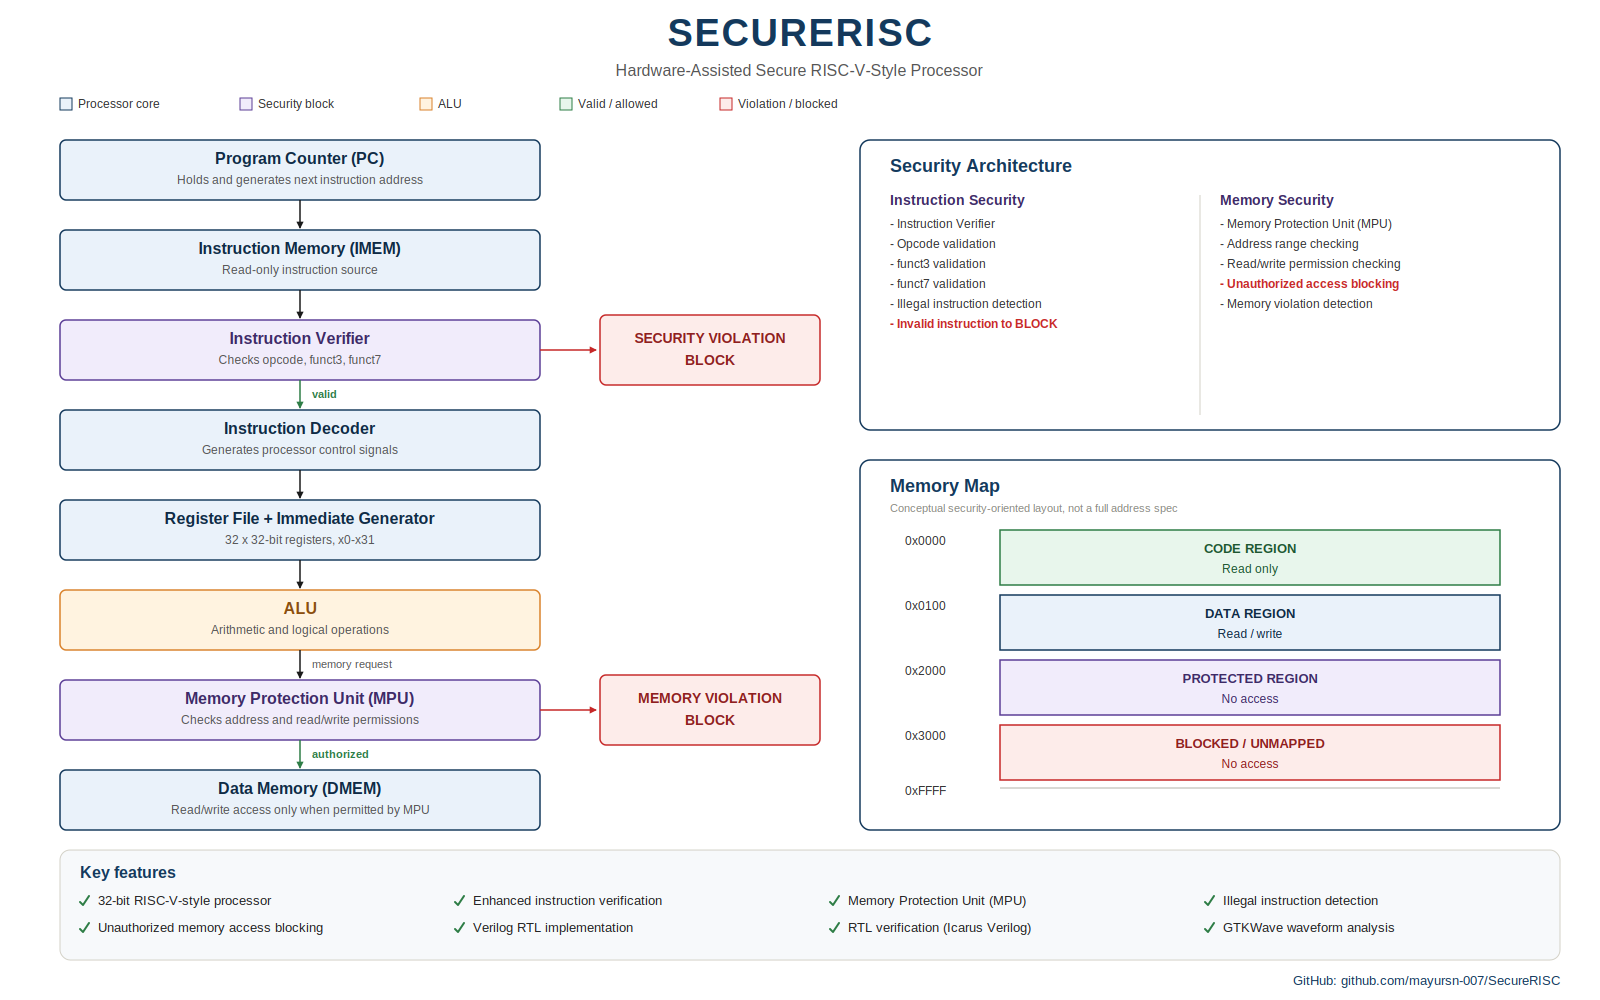 SECURERISC
Hardware-Assisted Secure RISC-V-Style Processor
Processor core
Security block
ALU
Valid / allowed
Violation / blocked
Program Counter (PC)
Holds and generates next instruction address
Instruction Memory (IMEM)
Read-only instruction source
Instruction Verifier
Checks opcode, funct3, funct7
SECURITY VIOLATION
BLOCK
valid
Instruction Decoder
Generates processor control signals
Register File + Immediate Generator
32 x 32-bit registers, x0-x31
ALU
Arithmetic and logical operations
memory request
Memory Protection Unit (MPU)
Checks address and read/write permissions
MEMORY VIOLATION
BLOCK
authorized
Data Memory (DMEM)
Read/write access only when permitted by MPU
Security Architecture
Instruction Security
- Instruction Verifier
- Opcode validation
- funct3 validation
- funct7 validation
- Illegal instruction detection
- Invalid instruction to BLOCK
Memory Security
- Memory Protection Unit (MPU)
- Address range checking
- Read/write permission checking
- Unauthorized access blocking
- Memory violation detection
Memory Map
Conceptual security-oriented layout, not a full address spec
0x0000
CODE REGION
Read only
0x0100
DATA REGION
Read / write
0x2000
PROTECTED REGION
No access
0x3000
BLOCKED / UNMAPPED
No access
0xFFFF
Key features
32-bit RISC-V-style processor
Enhanced instruction verification
Memory Protection Unit (MPU)
Illegal instruction detection
Unauthorized memory access blocking
Verilog RTL implementation
RTL verification (Icarus Verilog)
GTKWave waveform analysis
GitHub: github.com/mayursn-007/SecureRISC